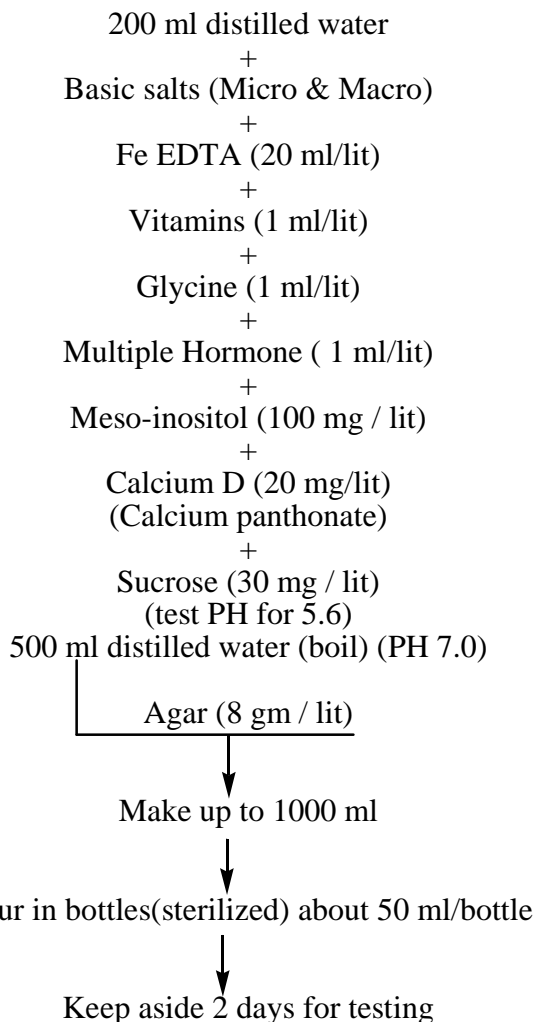 200 ml distilled water
+
Basic salts (Micro & Macro)
+
Fe EDTA (20 ml/lit)
+
Vitamins (1 ml/lit)
+
Glycine (1 ml/lit)
+
Multiple Hormone ( 1 ml/lit)
+
Meso-inositol (100 mg / lit)
+
Calcium D (20 mg/lit)
(Calcium panthonate)
+
Sucrose (30 mg / lit)
(test PH for 5.6)
500 ml distilled water (boil) (PH 7.0)
Agar (8 gm / lit)
Make up to 1000 ml
ur in bottles(sterilized) about 50 ml/bottle
Keep aside 2 days for testing